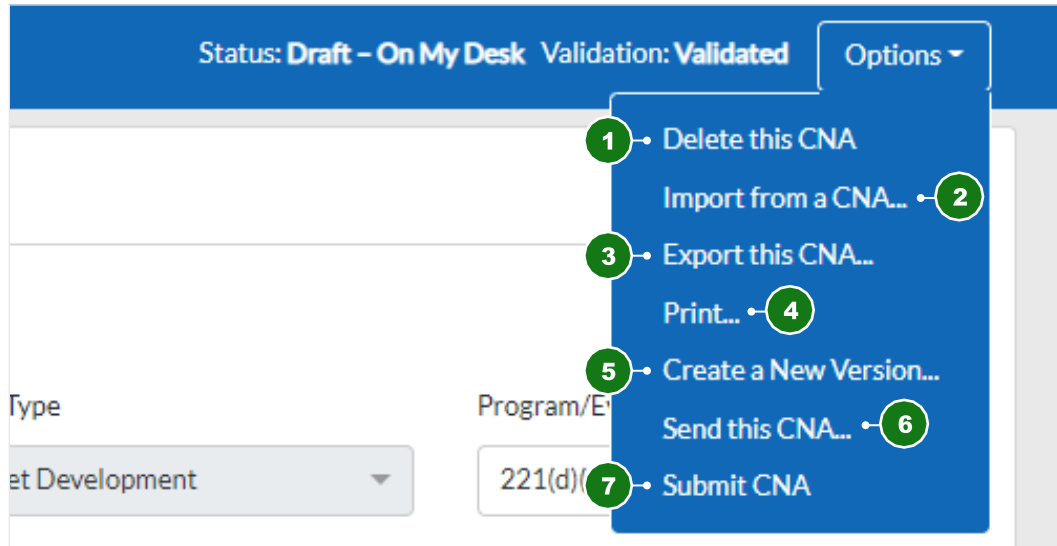 Status: Draft – On My Desk Validation: Validated Options
1 Delete this CNA
Import from a CNA... 2
3 Export this CNA...
Print... 4
5 Create a New Version...
Type Program/Ev
Send this CNA... 6
et Development 221(d)( 7 Submit CNA